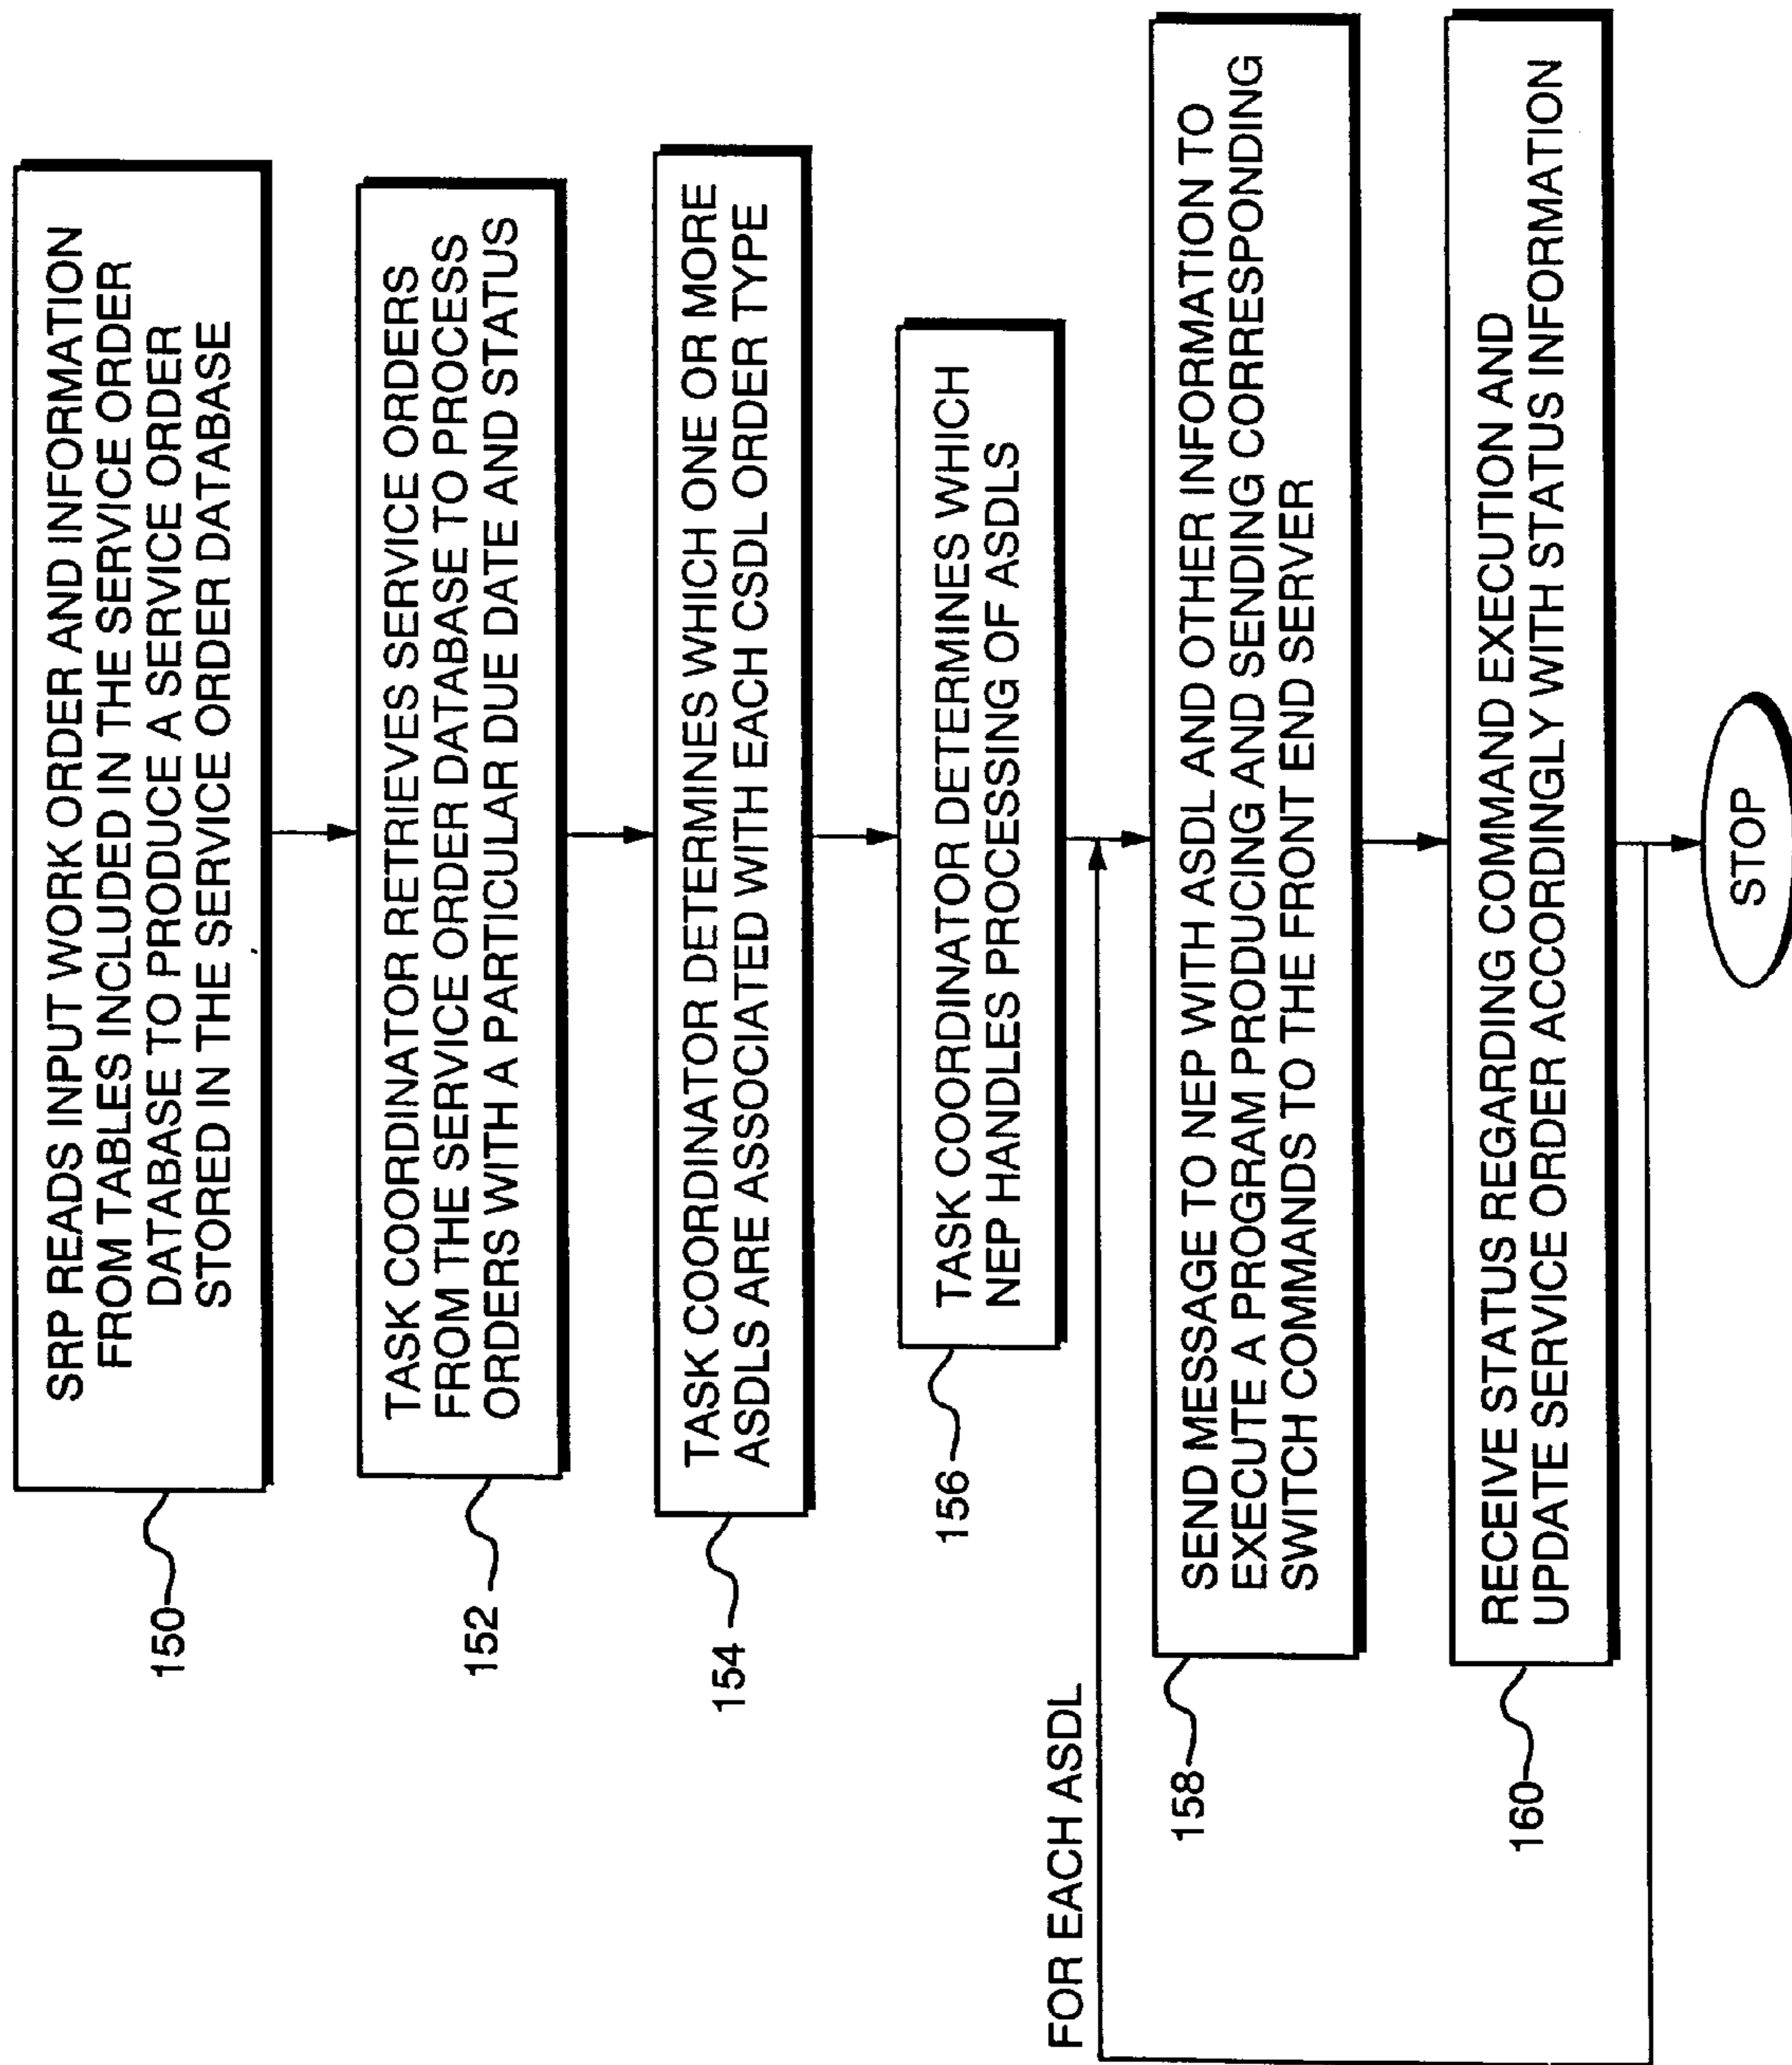 SRP READS INPUT WORK ORDER AND INFORMATION
FROM TABLES INCLUDED IN THE SERVICE ORDER
DATABASE TO PRODUCE A SERVICE ORDER
STORED IN THE SERVICE ORDER DATABASE
150
TASK COORDINATOR RETRIEVES SERVICE ORDERS
FROM THE SERVICE ORDER DATABASE TO PROCESS
ORDERS WITH A PARTICULAR DUE DATE AND STATUS
152
TASK COORDINATOR DETERMINES WHICH ONE OR MORE
ASDLS ARE ASSOCIATED WITH EACH CSDL ORDER TYPE
154
TASK COORDINATOR DETERMINES WHICH
NEP HANDLES PROCESSING OF ASDLS
156
FOR EACH ASDL
SEND MESSAGE TO NEP WITH ASDL AND OTHER INFORMATION TO
EXECUTE A PROGRAM PRODUCING AND SENDING CORRESPONDING
SWITCH COMMANDS TO THE FRONT END SERVER
158
RECEIVE STATUS REGARDING COMMAND EXECUTION AND
UPDATE SERVICE ORDER ACCORDINGLY WITH STATUS INFORMATION
160
STOP